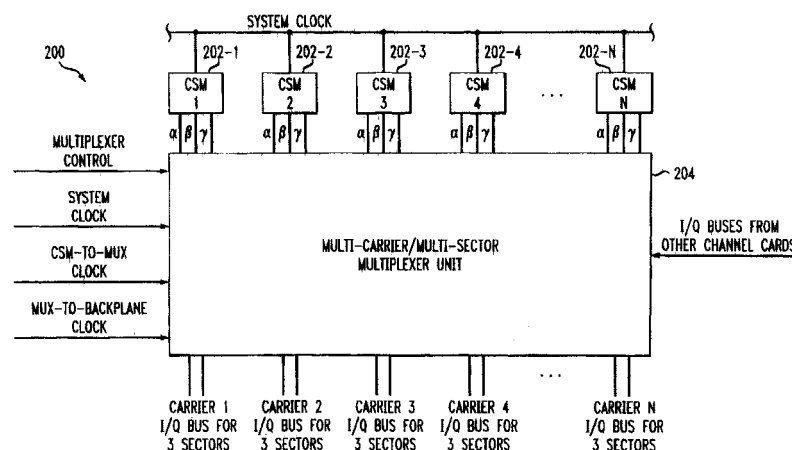 SYSTEM CLOCK
200
202-1
202-2
202-3
202-4
202-N
CSM
1
CSM
2
CSM
3
CSM
4
...
CSM
N
α β γ
α β γ
α β γ
α β γ
α β γ
MULTIPLEXER
CONTROL
SYSTEM
CLOCK
CSM-TO-MUX
CLOCK
MUX-TO-BACKPLANE
CLOCK
MULTI-CARRIER/MULTI-SECTOR
MULTIPLEXER UNIT
204
I/Q BUSES FROM
OTHER CHANNEL CARDS
...
CARRIER 1
I/Q BUS FOR
3 SECTORS
CARRIER 2
I/Q BUS FOR
3 SECTORS
CARRIER 3
I/Q BUS FOR
3 SECTORS
CARRIER 4
I/Q BUS FOR
3 SECTORS
CARRIER N
I/Q BUS FOR
3 SECTORS